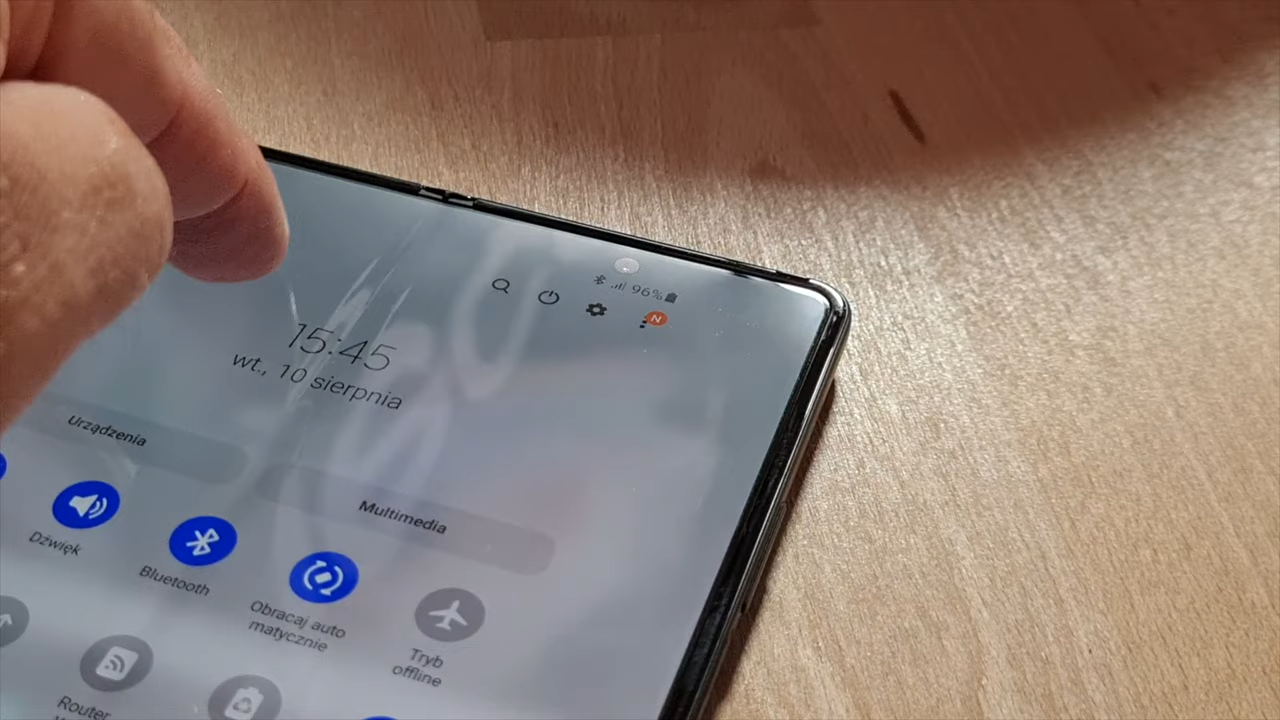 96%
N
15:45
wt., 10 sierpnia
Urządzenia
Multimedia
Dźwięk
Bluetooth
Obracaj auto
matycznie
Tryb
offline
Router